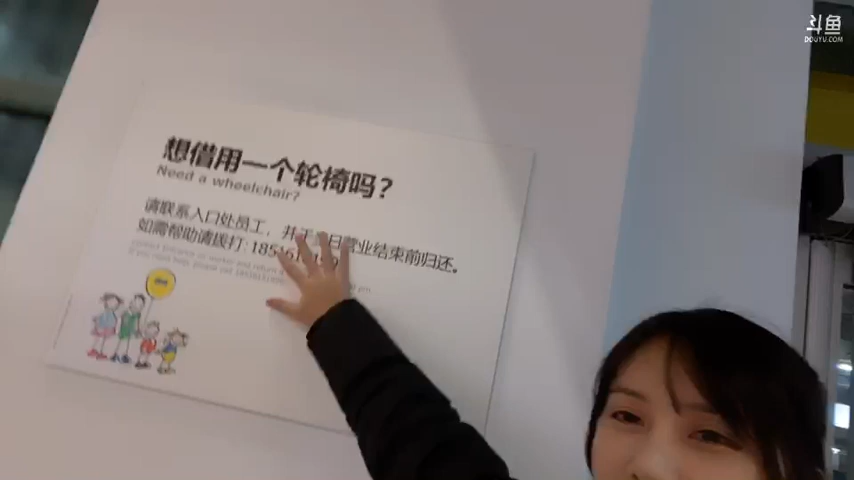 斗鱼
DOUYU.COM
想借用一个轮椅吗?
Need a wheelchair?
请联系入口处员工，并于当日营业结束前归还。
如需帮助请拨打: